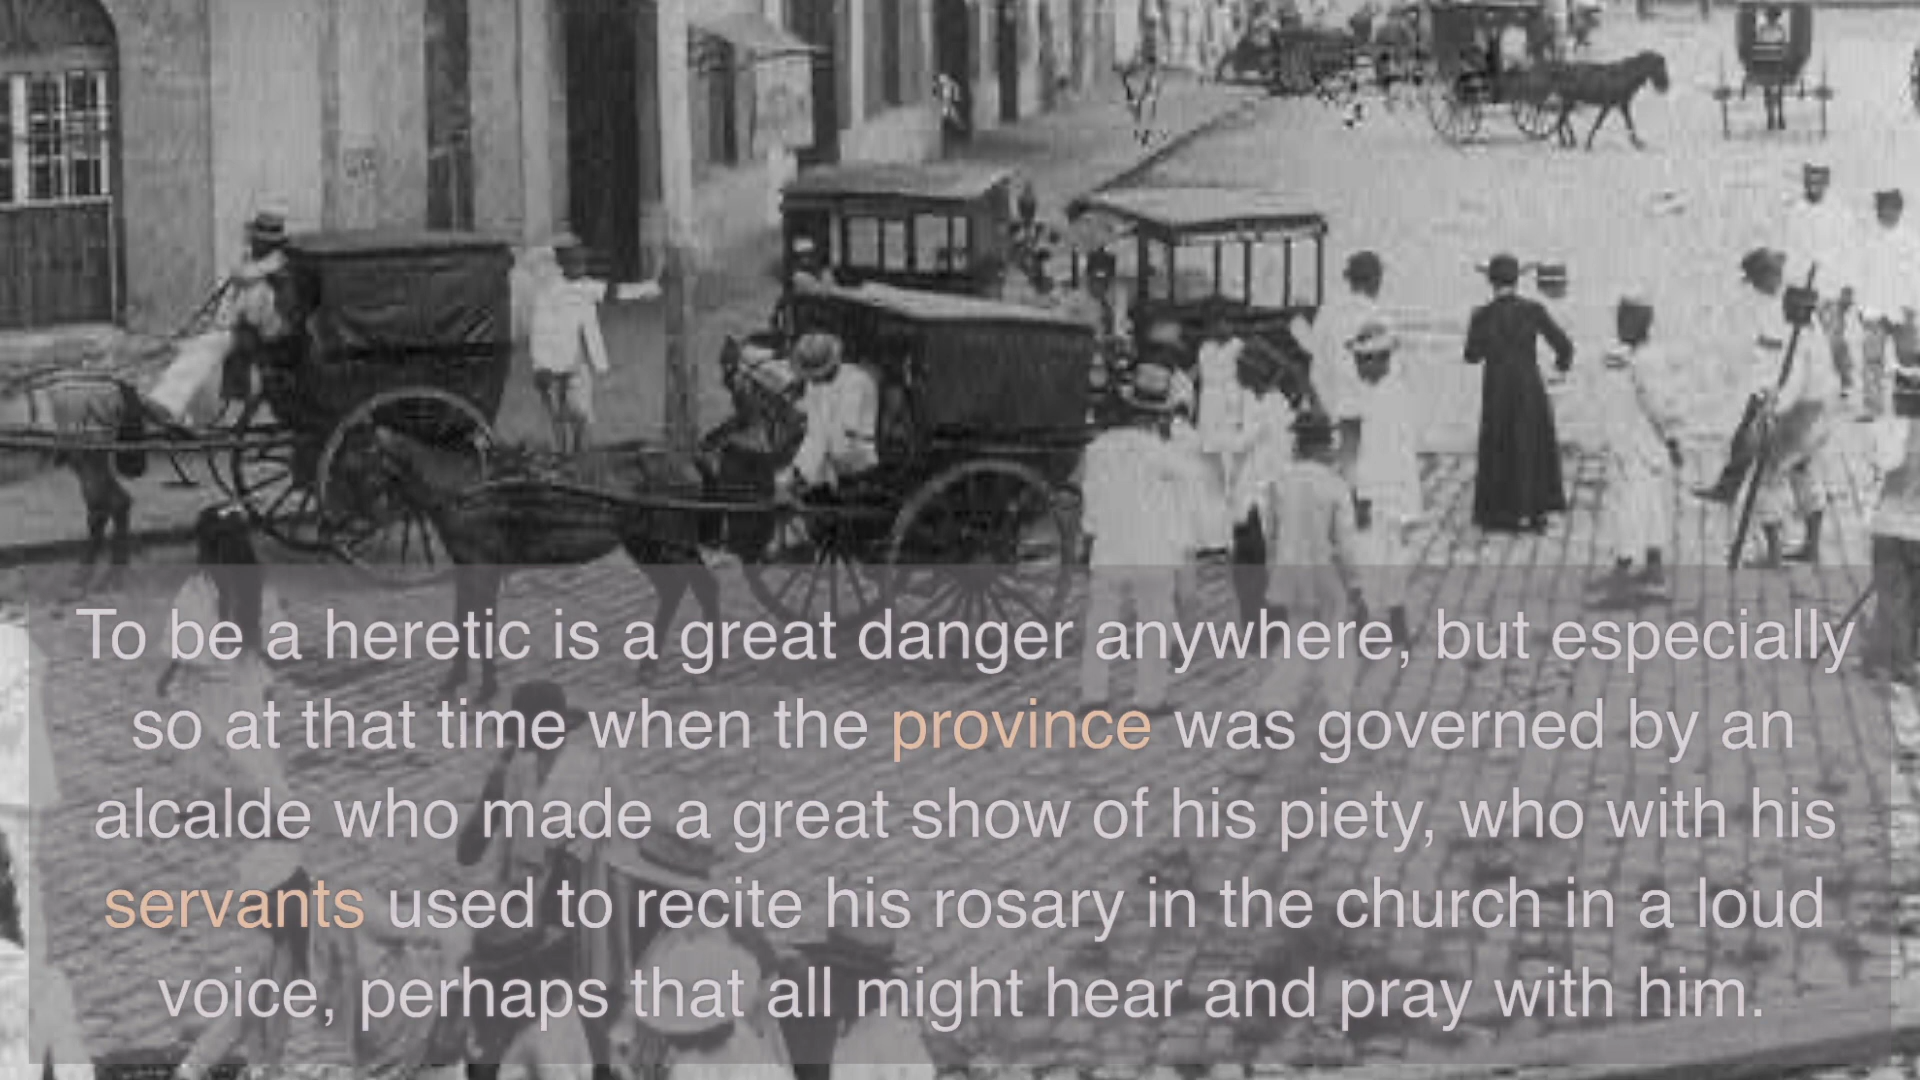 To be a heretic is a great danger anywhere, but especially
so at that time when the province was governed by an
alcalde who made a great show of his piety, who with his
servants used to recite his rosary in the church in a loud
voice, perhaps that all might hear and pray with him.